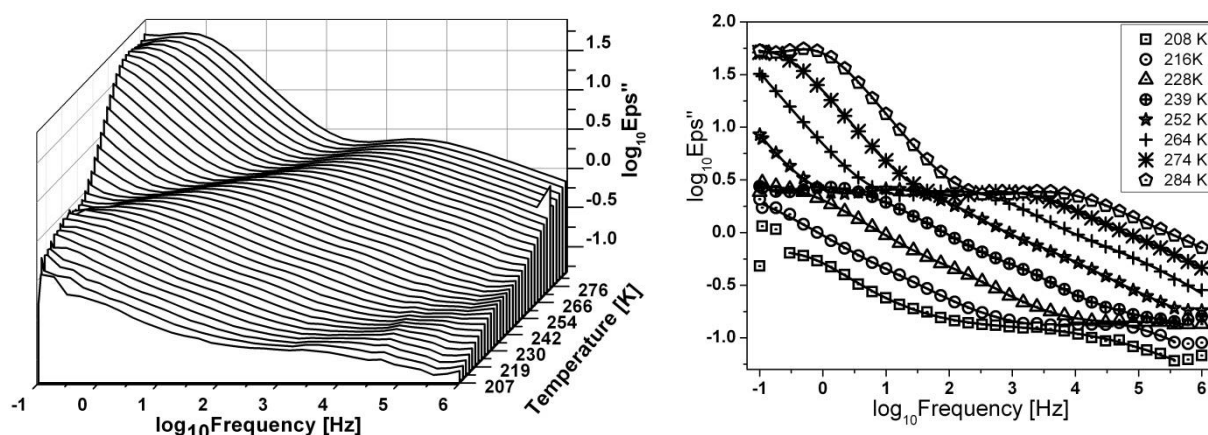 1.5
1.0
0.5
0.0
-0.5
-1.0
log10Eps"
276
266
254
242
230
219
207
Temperature [K]
-1 0 1 2 3 4 5 6
log10Frequency [Hz]
2.0
1.5
1.0
0.5
0.0
-0.5
-1.0
log10Eps"
-1 0 1 2 3 4 5 6
log10Frequency [Hz]
208 K
216K
228K
239 K
252 K
264 K
274 K
284 K